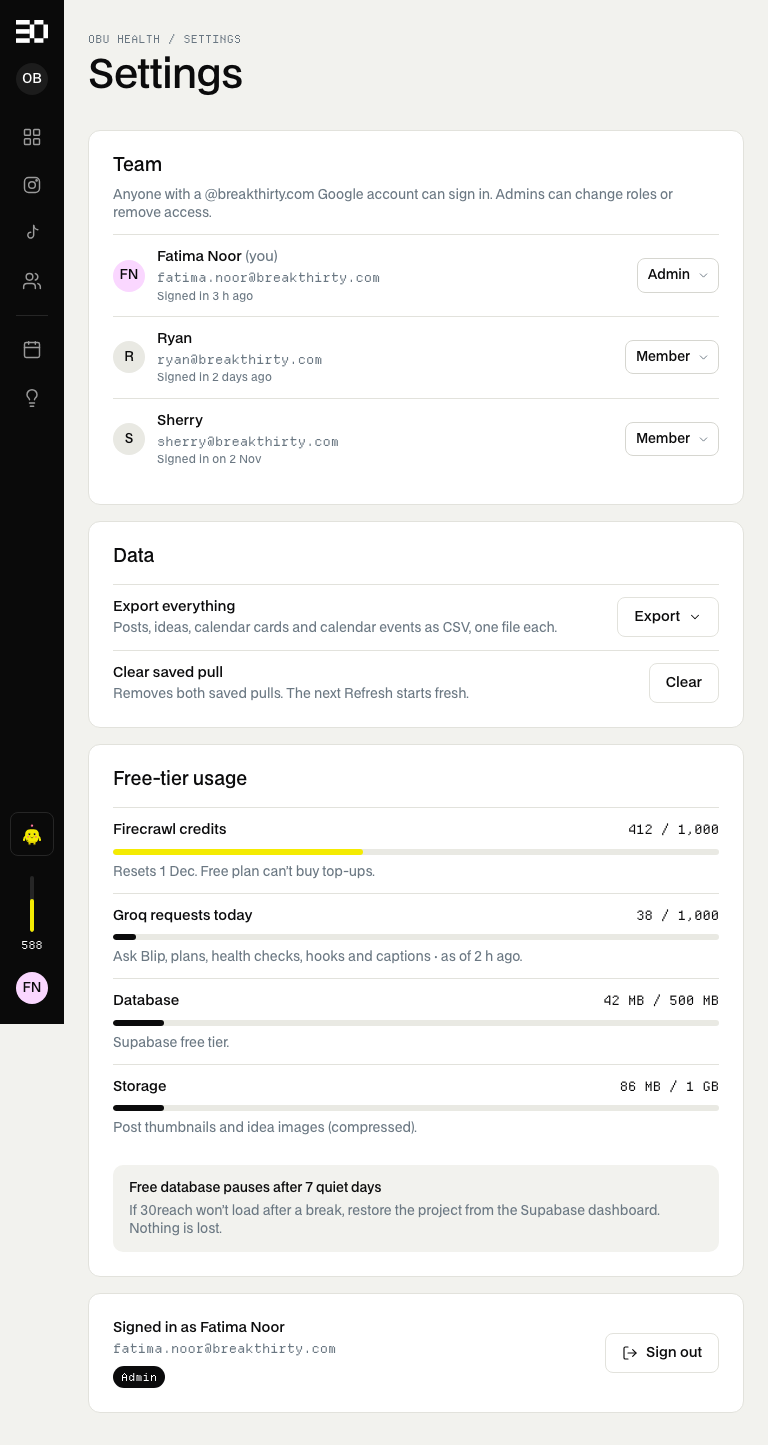 30
OB
588
FN
OBU HEALTH / SETTINGS
Settings
Team
Anyone with a @breakthirty.com Google account can sign in. Admins can change roles or
remove access.
FN
Fatima Noor (you)
fatima.noor@breakthirty.com
Signed in 3 h ago
Admin
R
Ryan
ryan@breakthirty.com
Signed in 2 days ago
Member
S
Sherry
sherry@breakthirty.com
Signed in on 2 Nov
Member
Data
Export everything
Posts, ideas, calendar cards and calendar events as CSV, one file each.
Export
Clear saved pull
Removes both saved pulls. The next Refresh starts fresh.
Clear
Free-tier usage
Firecrawl credits 412 / 1,000
Resets 1 Dec. Free plan can't buy top-ups.
Groq requests today 38 / 1,000
Ask Blip, plans, health checks, hooks and captions · as of 2 h ago.
Database 42 MB / 500 MB
Supabase free tier.
Storage 86 MB / 1 GB
Post thumbnails and idea images (compressed).
Free database pauses after 7 quiet days
If 30reach won't load after a break, restore the project from the Supabase dashboard.
Nothing is lost.
Signed in as Fatima Noor
fatima.noor@breakthirty.com
Admin
Sign out